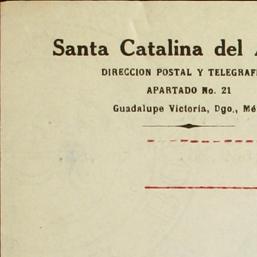 Santa Catalina del
DIRECCION POSTAL Y TELEGRAF
APARTADO No. 21
Guadalupe Victoria, Dgo., Mé